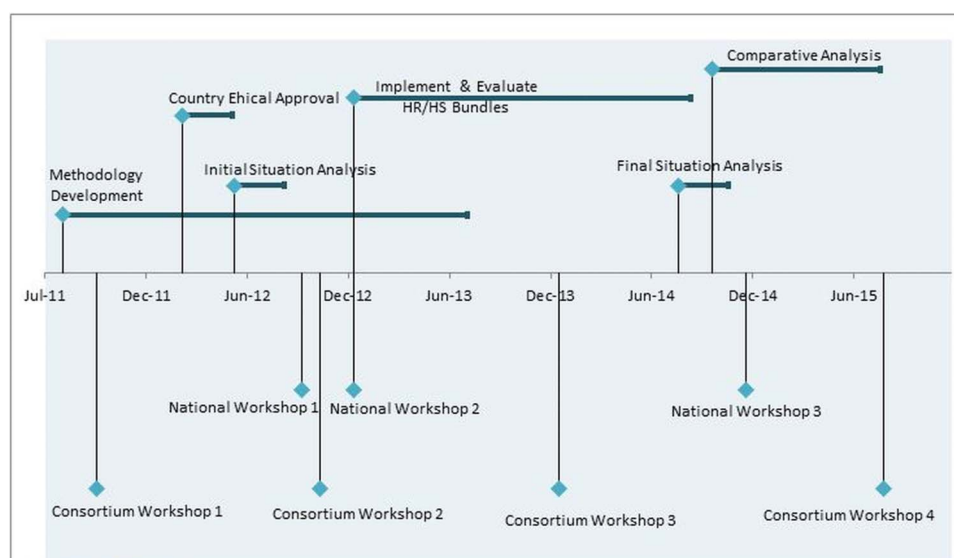 Comparative Analysis
Implement & Evaluate
HR/HS Bundles
Country Ehical Approval
Initial Situation Analysis
Final Situation Analysis
Methodology
Development
Jul-11 Dec-11 Jun-12 Dec-12 Jun-13 Dec-13 Jun-14 Dec-14 Jun-15
National Workshop 1 National Workshop 2 National Workshop 3
Consortium Workshop 1 Consortium Workshop 2 Consortium Workshop 3 Consortium Workshop 4